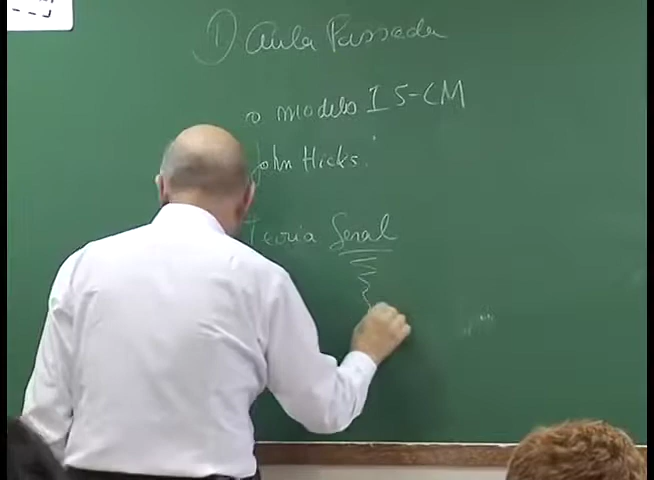 1) Aula Passada
o modelo IS-LM
John Hicks.
Teoria Geral